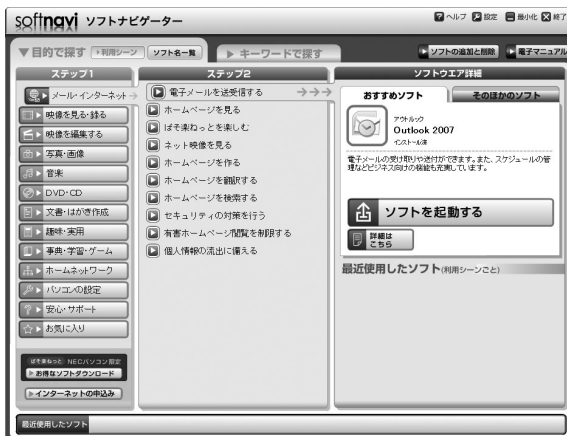 softnavi ソフトナビゲーター
ヘルプ 設定 最小化 終了
▼目的で探す ▶利用シーン ソフト名一覧 ▶ キーワードで探す ▶ソフトの追加と削除 ▶電子マニュアル
ステップ1
メール・インターネット
映像を見る・録る
映像を編集する
写真・画像
音楽
DVD・CD
文書・はがき作成
趣味・実用
事典・学習・ゲーム
ホームネットワーク
パソコンの設定
安心・サポート
お気に入り
ぱそ楽ねっと NECパソコン限定
▶お得なソフトダウンロード
▶インターネットの申込み
ステップ2
電子メールを送受信する
ホームページを見る
ぱそ楽ねっとを楽しむ
ネット映像を見る
ホームページを作る
ホームページを翻訳する
ホームページを検索する
セキュリティの対策を行う
有害ホームページ閲覧を制限する
個人情報の流出に備える
ソフトウエア詳細
おすすめソフト そのほかのソフト
アウトルック
Outlook 2007
インストール済
電子メールの受け取りや送付ができます。また、スケジュールの管
理などビジネス向けの機能も充実しています。
ソフトを起動する
詳細は
こちら
最近使用したソフト(利用シーンごと)
最近使用したソフト